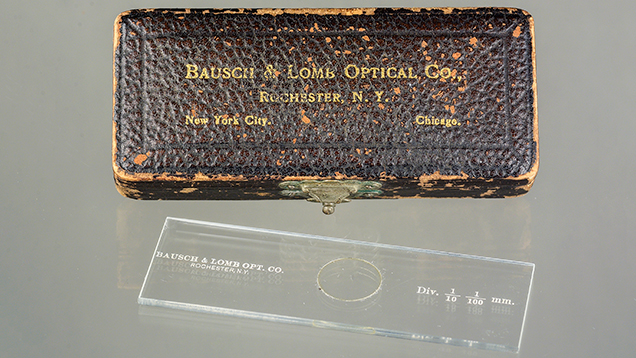 BAUSCH & LOMB OPTICAL CO.,
ROCHESTER, N. Y.
New York City. Chicago.
BAUSCH & LOMB OPT. CO.
ROCHESTER, N.Y.
Div. 1/10 1/100 mm.